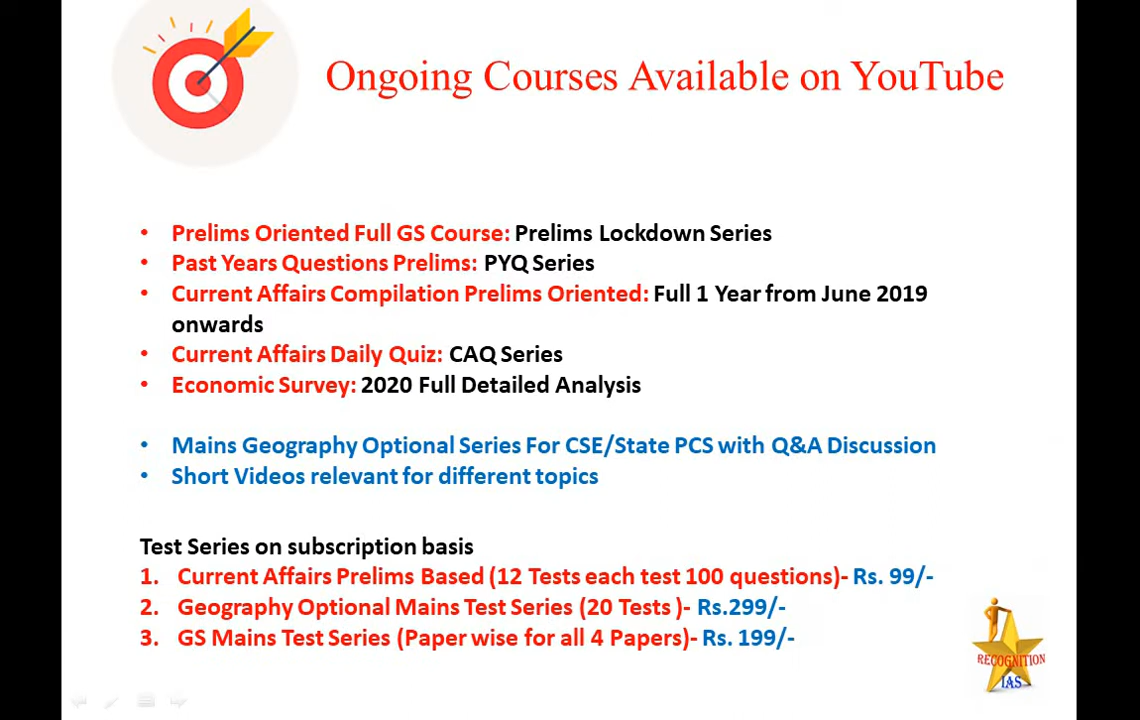 Ongoing Courses Available on YouTube
• Prelims Oriented Full GS Course: Prelims Lockdown Series
• Past Years Questions Prelims: PYQ Series
• Current Affairs Compilation Prelims Oriented: Full 1 Year from June 2019
onwards
• Current Affairs Daily Quiz: CAQ Series
• Economic Survey: 2020 Full Detailed Analysis
• Mains Geography Optional Series For CSE/State PCS with Q&A Discussion
• Short Videos relevant for different topics
Test Series on subscription basis
1. Current Affairs Prelims Based (12 Tests each test 100 questions)- Rs. 99/-
2. Geography Optional Mains Test Series (20 Tests )- Rs.299/-
3. GS Mains Test Series (Paper wise for all 4 Papers)- Rs. 199/-
RECOGNITION
IAS